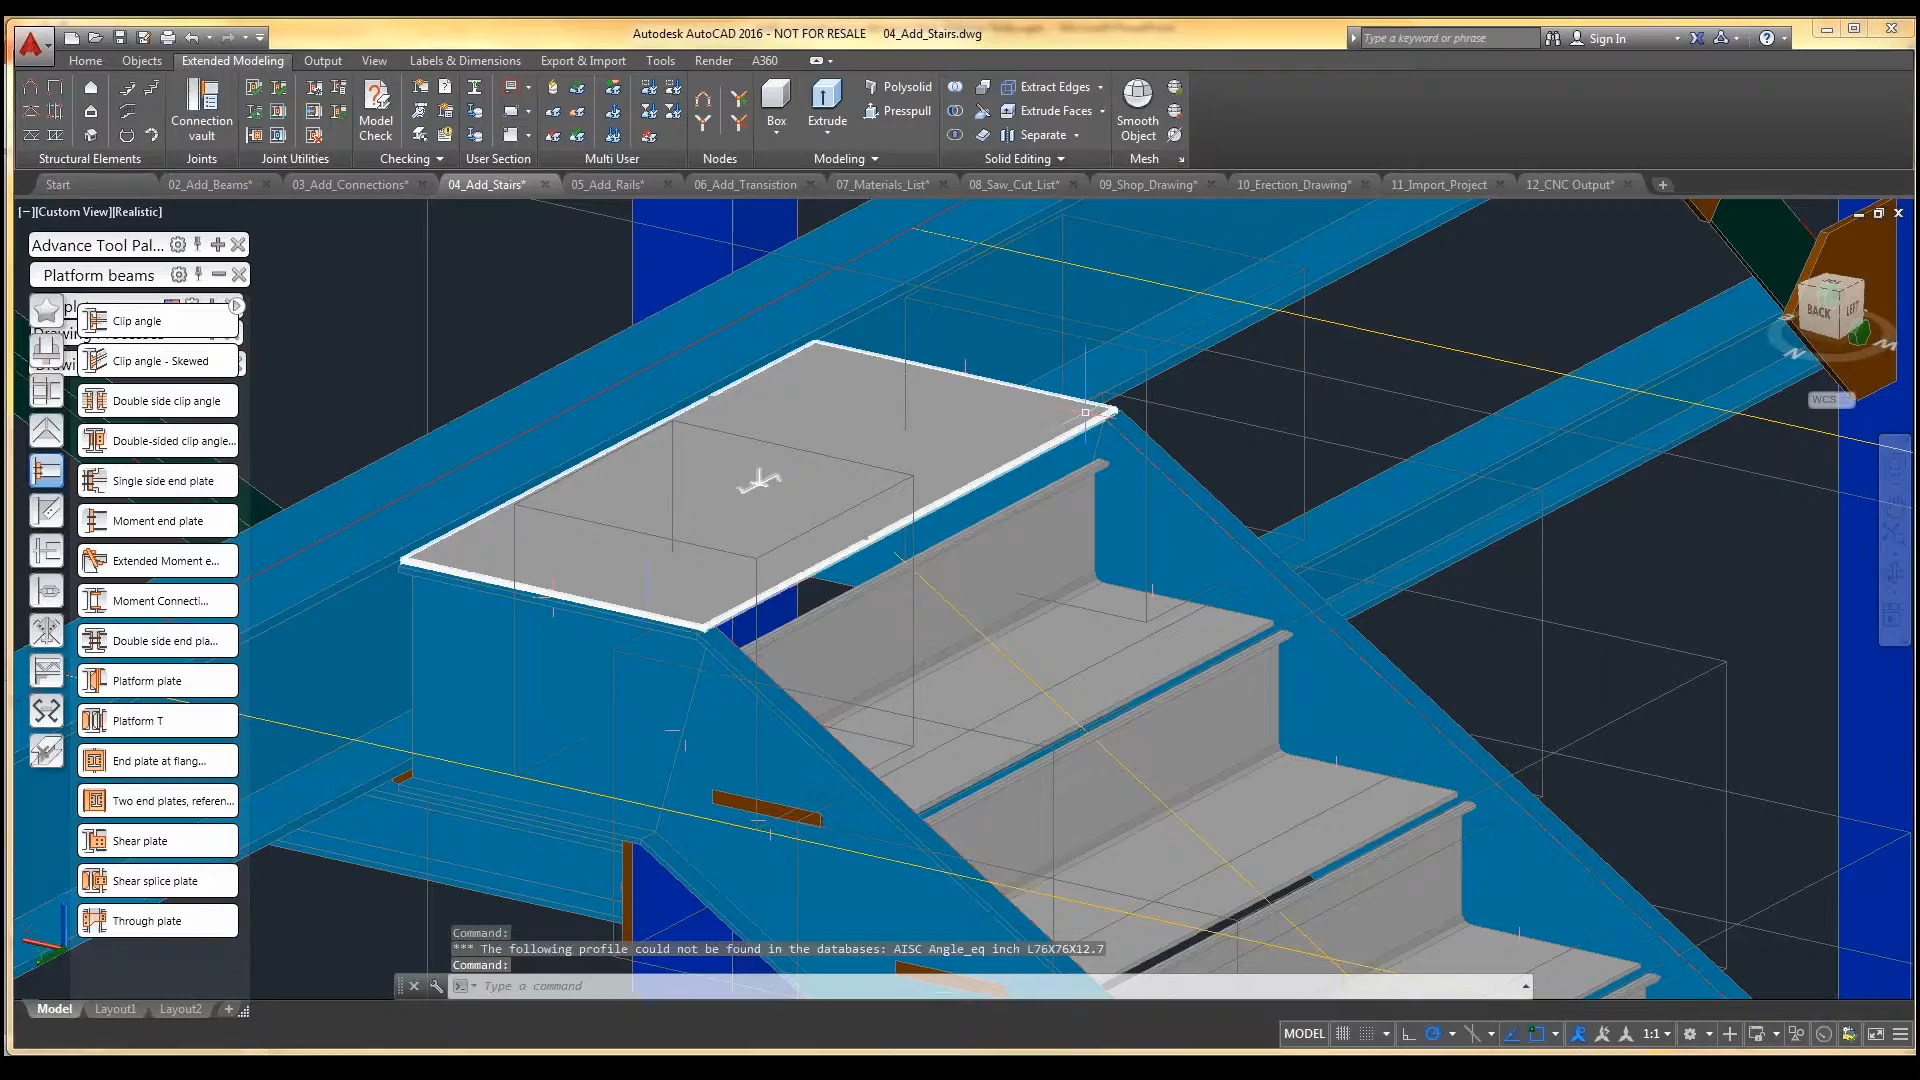 Autodesk AutoCAD 2016 - NOT FOR RESALE 04_Add_Stairs.dwg
Type a keyword or phrase
Sign In
Home Objects Extended Modeling Output View Labels & Dimensions Export & Import Tools Render A360
Polysolid
Extract Edges
Presspull
Extrude Faces
Separate
Connection vault
Model Check
Box
Extrude
Smooth Object
Structural Elements Joints Joint Utilities Checking User Section Multi User Nodes Modeling Solid Editing Mesh
Start 02_Add_Beams* 03_Add_Connections* 04_Add_Stairs* 05_Add_Rails* 06_Add_Transistion 07_Materials_List* 08_Saw_Cut_List* 09_Shop_Drawing* 10_Erection_Drawing* 11_Import_Project 12_CNC Output*
[−][Custom View][Realistic]
Advance Tool Pal...
Platform beams
Clip angle
Clip angle - Skewed
Double side clip angle
Double-sided clip angle...
Single side end plate
Moment end plate
Extended Moment e...
Moment Connecti...
Double side end pla...
Platform plate
Platform T
End plate at flang...
Two end plates, referen...
Shear plate
Shear splice plate
Through plate
BACK
LEFT
N
WCS
Command:
*** The following profile could not be found in the databases: AISC Angle_eq inch L76X76X12.7
Command:
Type a command
Model Layout1 Layout2 +
MODEL
1:1